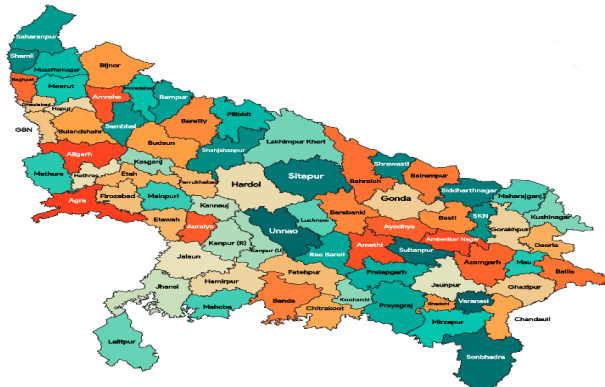 Saharanpur
Shamli
Muzaffarnagar
Bijnor
Baghpat
Meerut
Moradabad
Rampur
Amroha
Ghaziabad
Hapur
Bareilly
Pilibhit
GBN
Bulandshahr
Sambhal
Budaun
Shahjahanpur
Lakhimpur Kheri
Shrawasti
Aligarh
Kasganj
Bahraich
Balrampur
Mathura
Hathras
Etah
Farrukhabad
Hardoi
Sitapur
Siddharthnagar
Maharajganj
Agra
Firozabad
Mainpuri
Gonda
Kannauj
Barabanki
Basti
SKN
Kushinagar
Etawah
Auraiya
Lucknow
Unnao
Ayodhya
Gorakhpur
Kanpur (R)
Kanpur (U)
Rae Bareli
Amethi
Sultanpur
Ambedkar Nagar
Deoria
Jalaun
Azamgarh
Mau
Ballia
Fatehpur
Pratapgarh
Jaunpur
Ghazipur
Jhansi
Hamirpur
Mahoba
Banda
Chitrakoot
Kaushambi
Prayagraj
Bhadohi
Varanasi
Chandauli
Mirzapur
Lalitpur
Sonbhadra